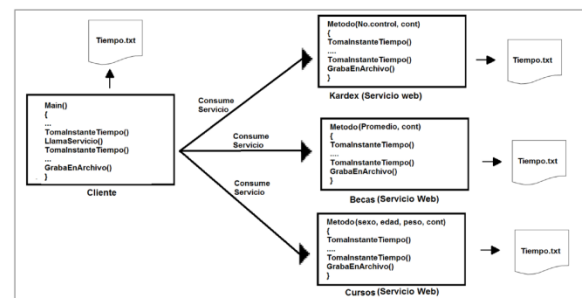 Tiempo.txt
Main()
{
...
TomaInstanteTiempo()
LlamaServicio()
TomaInstanteTiempo()
...
GrabaEnArchivo()
}
Cliente
Consume
Servicio
Consume
Servicio
Consume
Servicio
Metodo(No.control, cont)
{
TomaInstanteTiempo()
....
TomaInstanteTiempo()
GrabaEnArchivo()
}
Kardex (Servicio web)
Tiempo.txt
Metodo(Promedio, cont)
{
TomaInstanteTiempo()
....
TomaInstanteTiempo()
GrabaEnArchivo()
}
Becas (Servicio Web)
Tiempo.txt
Metodo(sexo, edad, peso, cont)
{
TomaInstanteTiempo()
....
TomaInstanteTiempo()
GrabaEnArchivo()
}
Cursos (Servicio Web)
Tiempo.txt